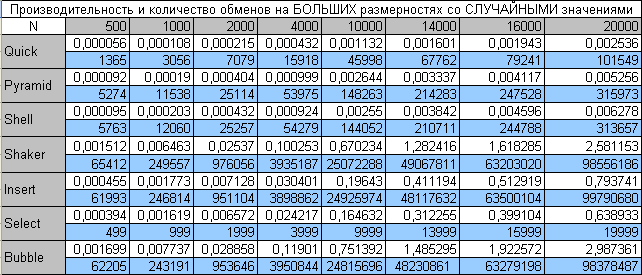 Производительность и количество обменов на БОЛЬШИХ размерностях со СЛУЧАЙНЫМИ значениями
N 500 1000 2000 4000 10000 14000 16000 20000
Quick 0,000056 0,000108 0,000215 0,000432 0,001132 0,001601 0,001943 0,002536
1365 3056 7079 15918 45998 67762 79241 101549
Pyramid 0,000092 0,00019 0,000404 0,000999 0,002644 0,003337 0,004117 0,005256
5274 11538 25114 53975 148263 214283 247528 315973
Shell 0,000095 0,000203 0,000432 0,000924 0,00255 0,003842 0,004596 0,006278
5763 12060 25257 54279 144052 210711 244788 313657
Shaker 0,001512 0,006463 0,02537 0,100253 0,670234 1,282416 1,618285 2,581153
65412 249557 976056 3935187 25072288 49067811 63203020 98556186
Insert 0,000455 0,001773 0,007128 0,030401 0,19643 0,411194 0,512919 0,793741
61993 246814 951104 3898862 24925974 48117632 63500104 99790680
Select 0,000394 0,001619 0,006572 0,024217 0,164632 0,312255 0,399104 0,638933
499 999 1999 3999 9999 13999 15999 19999
Bubble 0,001699 0,007737 0,028858 0,11901 0,751392 1,485295 1,922572 2,987361
62205 243191 953646 3950844 24815696 48230861 63279198 96378487